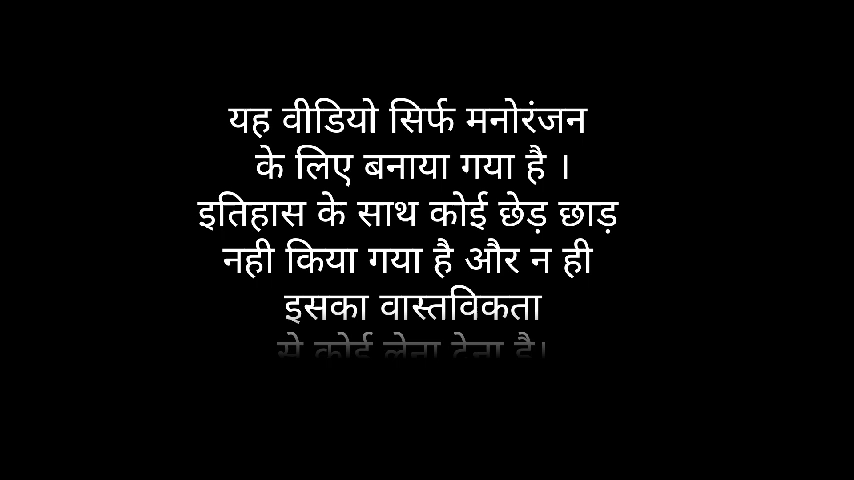 यह वीडियो सिर्फ मनोरंजन
के लिए बनाया गया है ।
इतिहास के साथ कोई छेड़ छाड़
नही किया गया है और न ही
इसका वास्तविकता
से कोई लेना देना है।